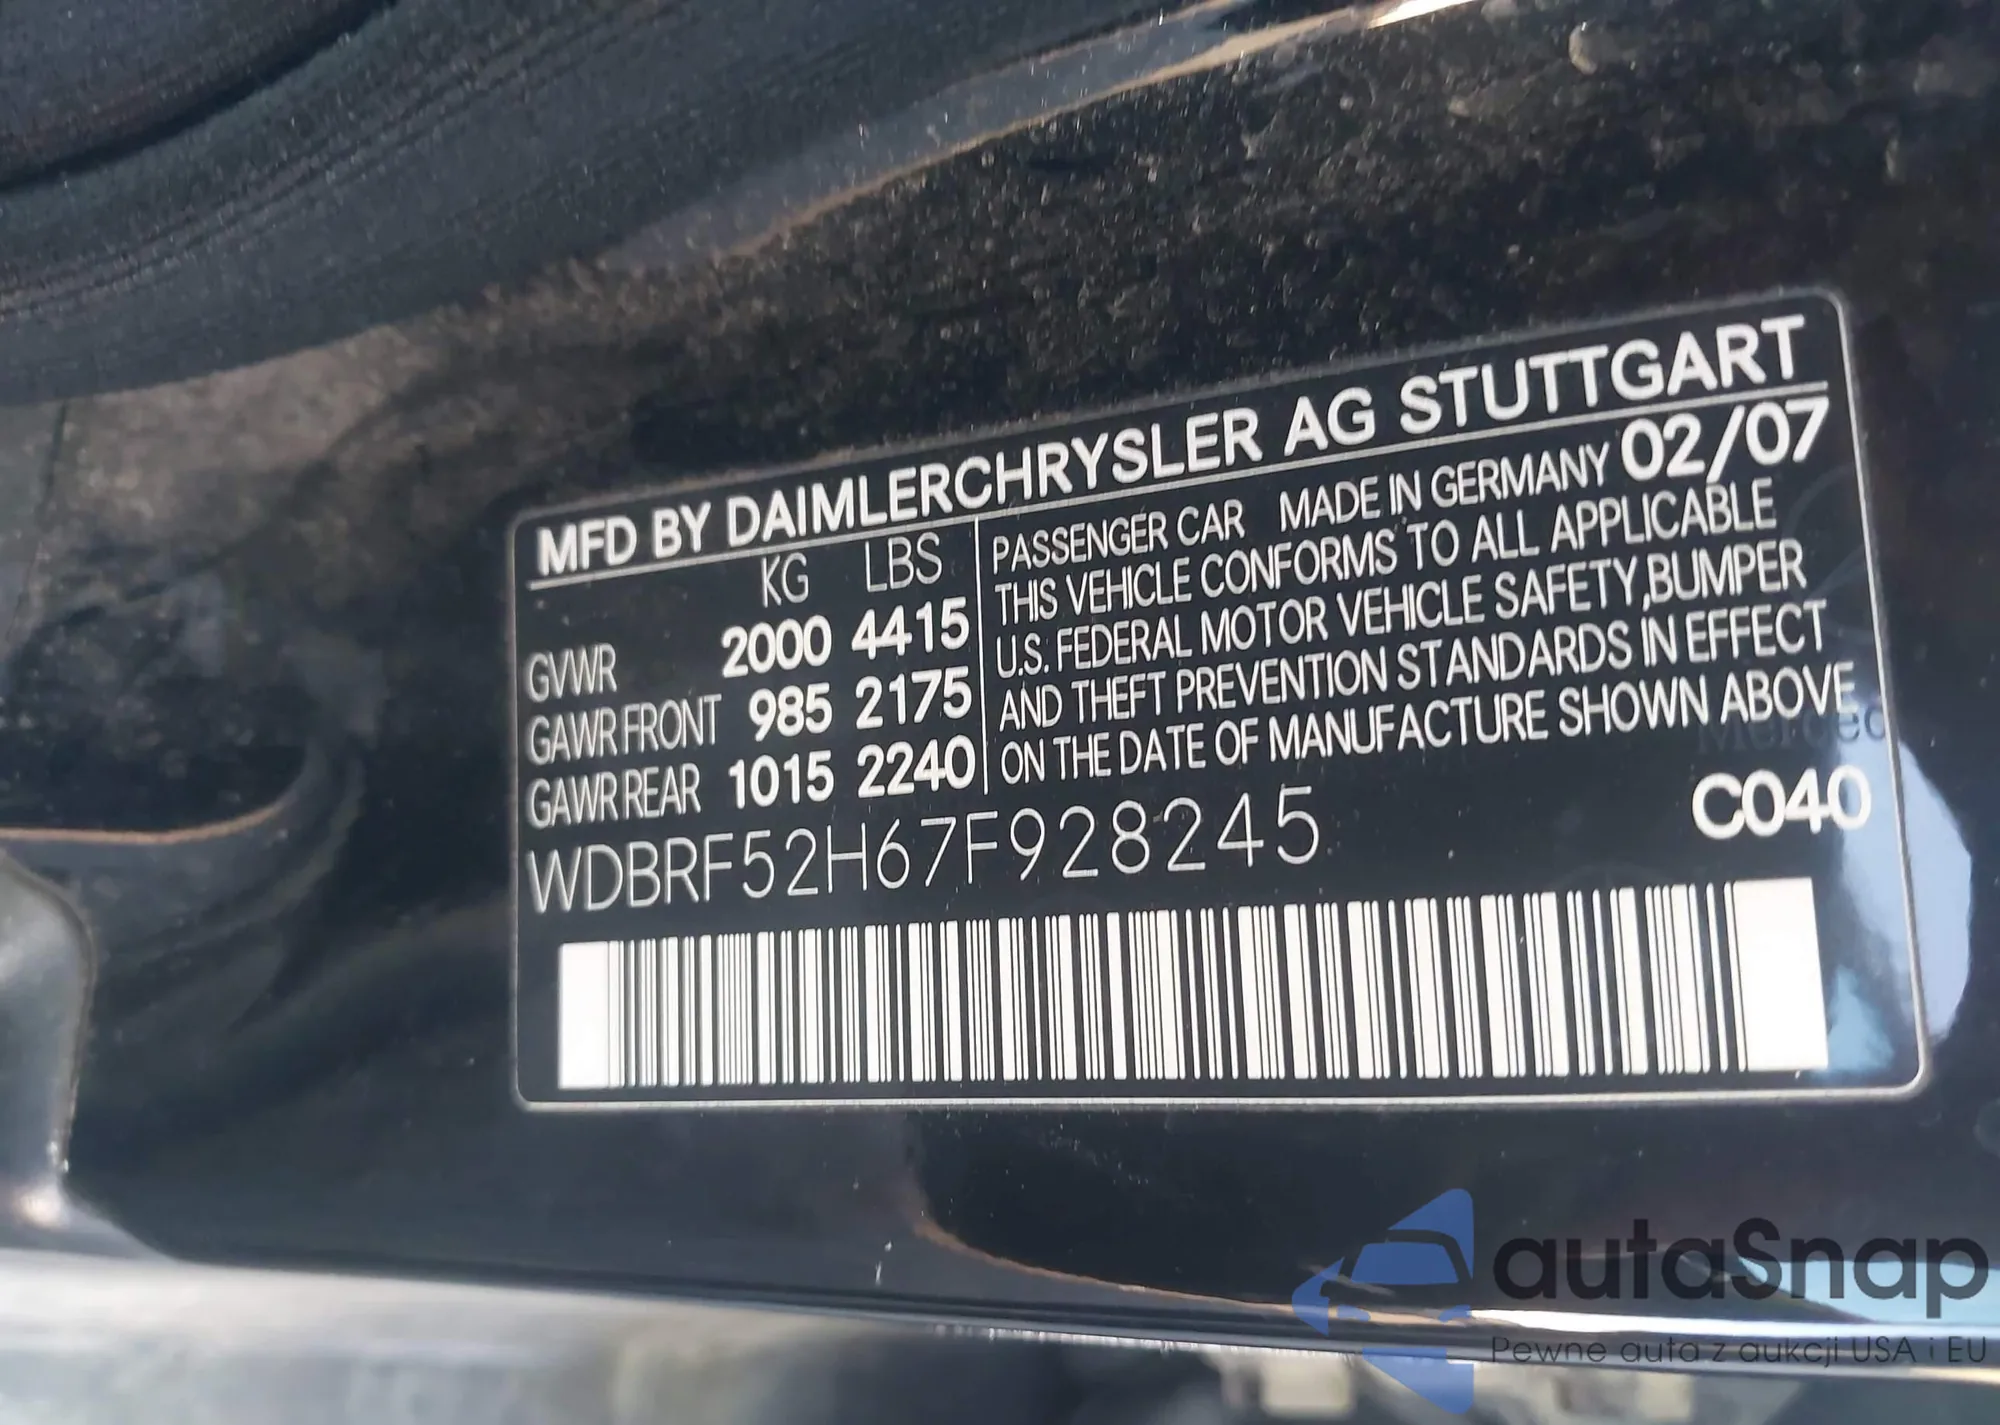 MFD BY DAIMLERCHRYSLER AG STUTTGART
KG LBS
GVWR 2000 4415
GAWR FRONT 985 2175
GAWR REAR 1015 2240
PASSENGER CAR MADE IN GERMANY 02/07
THIS VEHICLE CONFORMS TO ALL APPLICABLE
U.S. FEDERAL MOTOR VEHICLE SAFETY,BUMPER
AND THEFT PREVENTION STANDARDS IN EFFECT
ON THE DATE OF MANUFACTURE SHOWN ABOVE
WDBRF52H67F928245
C040
autaSnap
Pewne auta z aukcji USA i EU